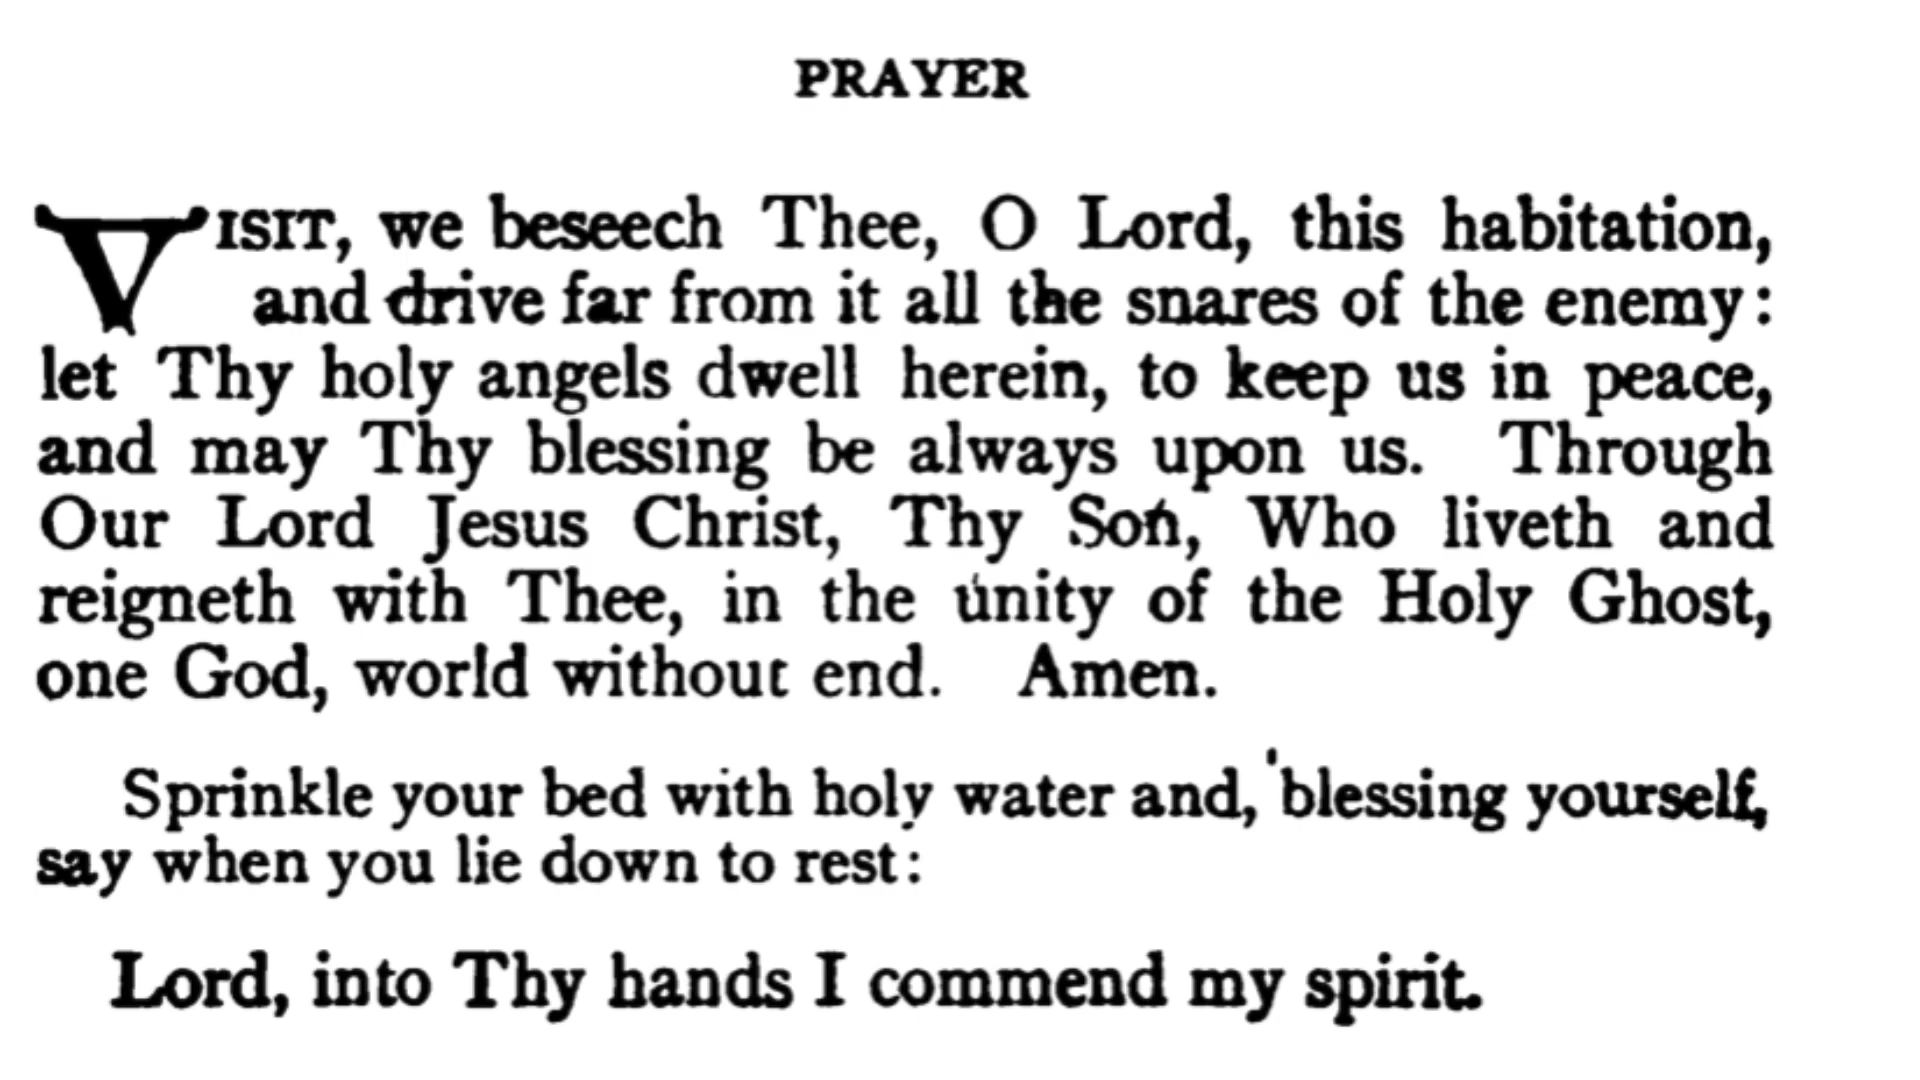 PRAYER
VISIT, we beseech Thee, O Lord, this habitation,
and drive far from it all the snares of the enemy:
let Thy holy angels dwell herein, to keep us in peace,
and may Thy blessing be always upon us. Through
Our Lord Jesus Christ, Thy Son, Who liveth and
reigneth with Thee, in the unity of the Holy Ghost,
one God, world without end. Amen.
Sprinkle your bed with holy water and, blessing yourself,
say when you lie down to rest:
Lord, into Thy hands I commend my spirit.